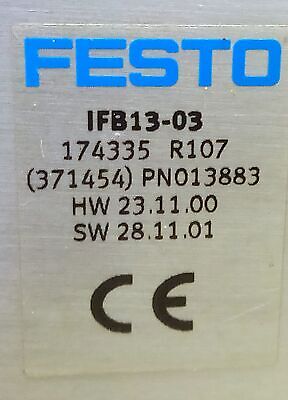 FESTO
IFB13-03
174335 R107
(371454) PN013883
HW 23.11.00
SW 28.11.01
CE